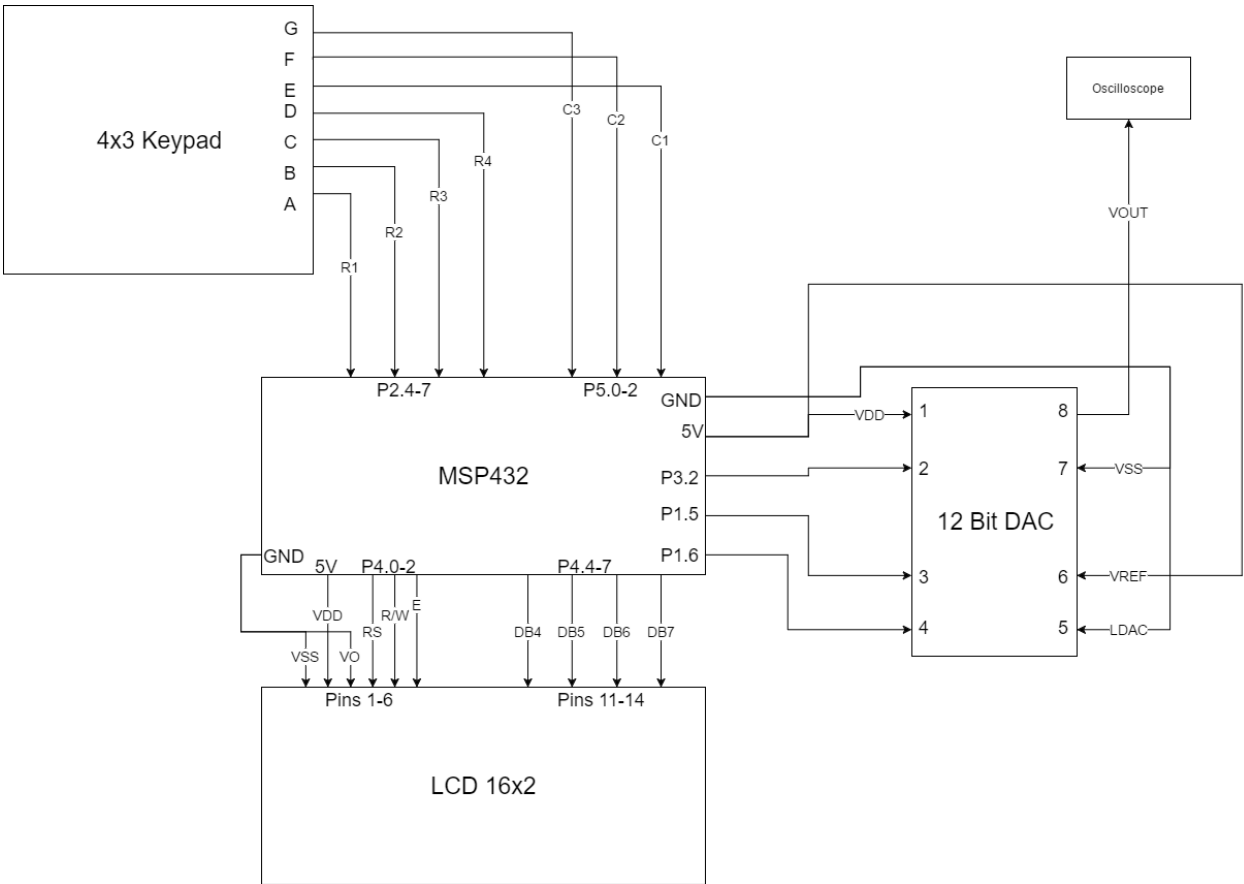 G
F
E
D
C
B
A
4x3 Keypad
C3
C2
C1
R4
R3
R2
R1
Oscilloscope
VOUT
P2.4-7
P5.0-2
GND
5V
P3.2
P1.5
P1.6
MSP432
GND
5V
P4.0-2
P4.4-7
VDD
1
2
3
4
8
7
6
5
12 Bit DAC
VSS
VREF
LDAC
VDD
RS
R/W
E
VSS
VO
DB4
DB5
DB6
DB7
Pins 1-6
Pins 11-14
LCD 16x2